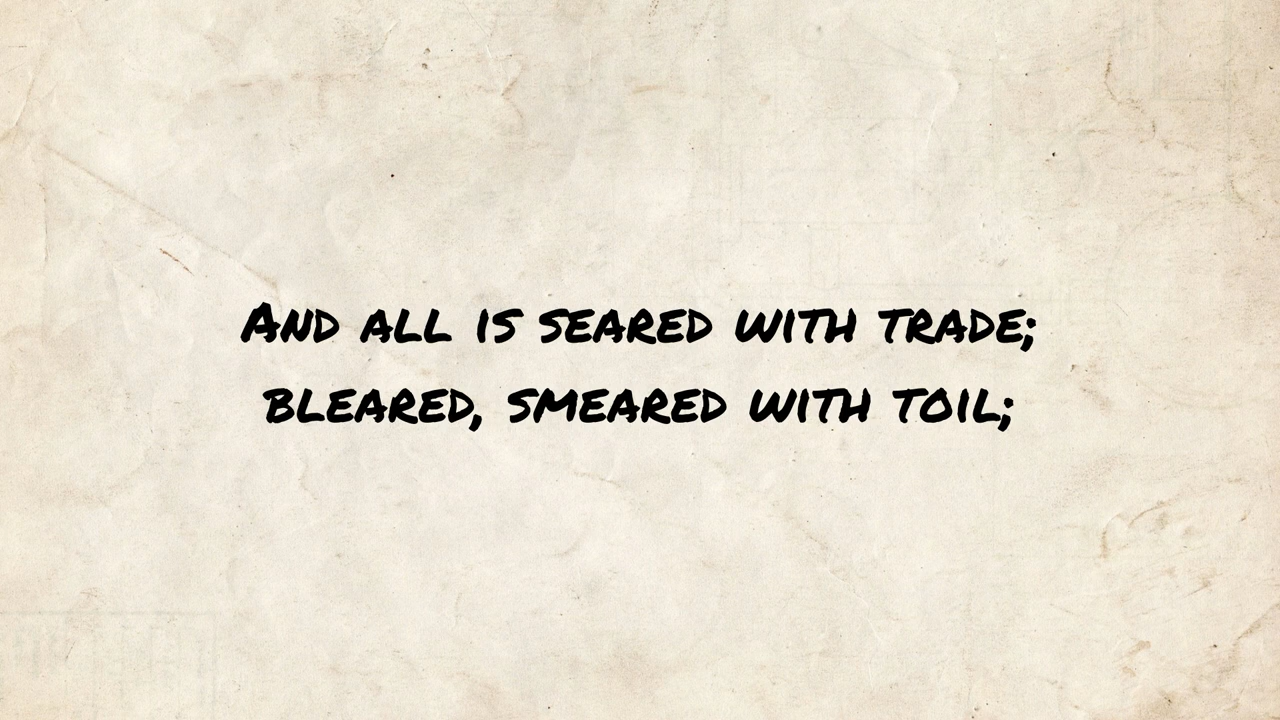 And all is seared with trade;
bleared, smeared with toil;